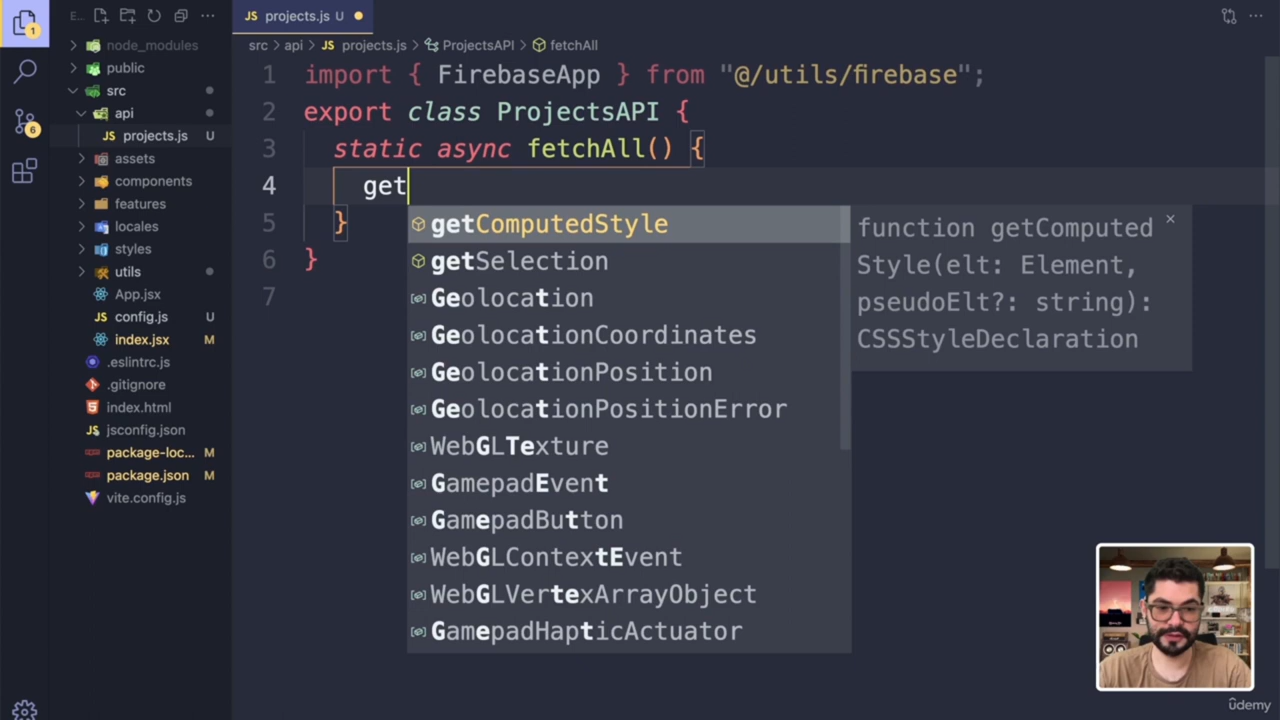 E...
projects.js U
src › api › JS projects.js › ProjectsAPI › fetchAll
1
node_modules
public
src
api
JS projects.js U
assets
components
features
locales
styles
utils
App.jsx
JS config.js U
index.jsx M
.eslintrc.js
.gitignore
index.html
JS jsconfig.json
package-loc... M
package.json M
vite.config.js
6
JS
1 import { FirebaseApp } from "@/utils/firebase";
2 export class ProjectsAPI {
3 static async fetchAll() {
4 get
5 }
6 }
7
getComputedStyle
getSelection
Geolocation
GeolocationCoordinates
GeolocationPosition
GeolocationPositionError
WebGLTexture
GamepadEvent
GamepadButton
WebGLContextEvent
WebGLVertexArrayObject
GamepadHapticActuator
function getComputed
Style(elt: Element,
pseudoElt?: string):
CSSStyleDeclaration
ûdemy